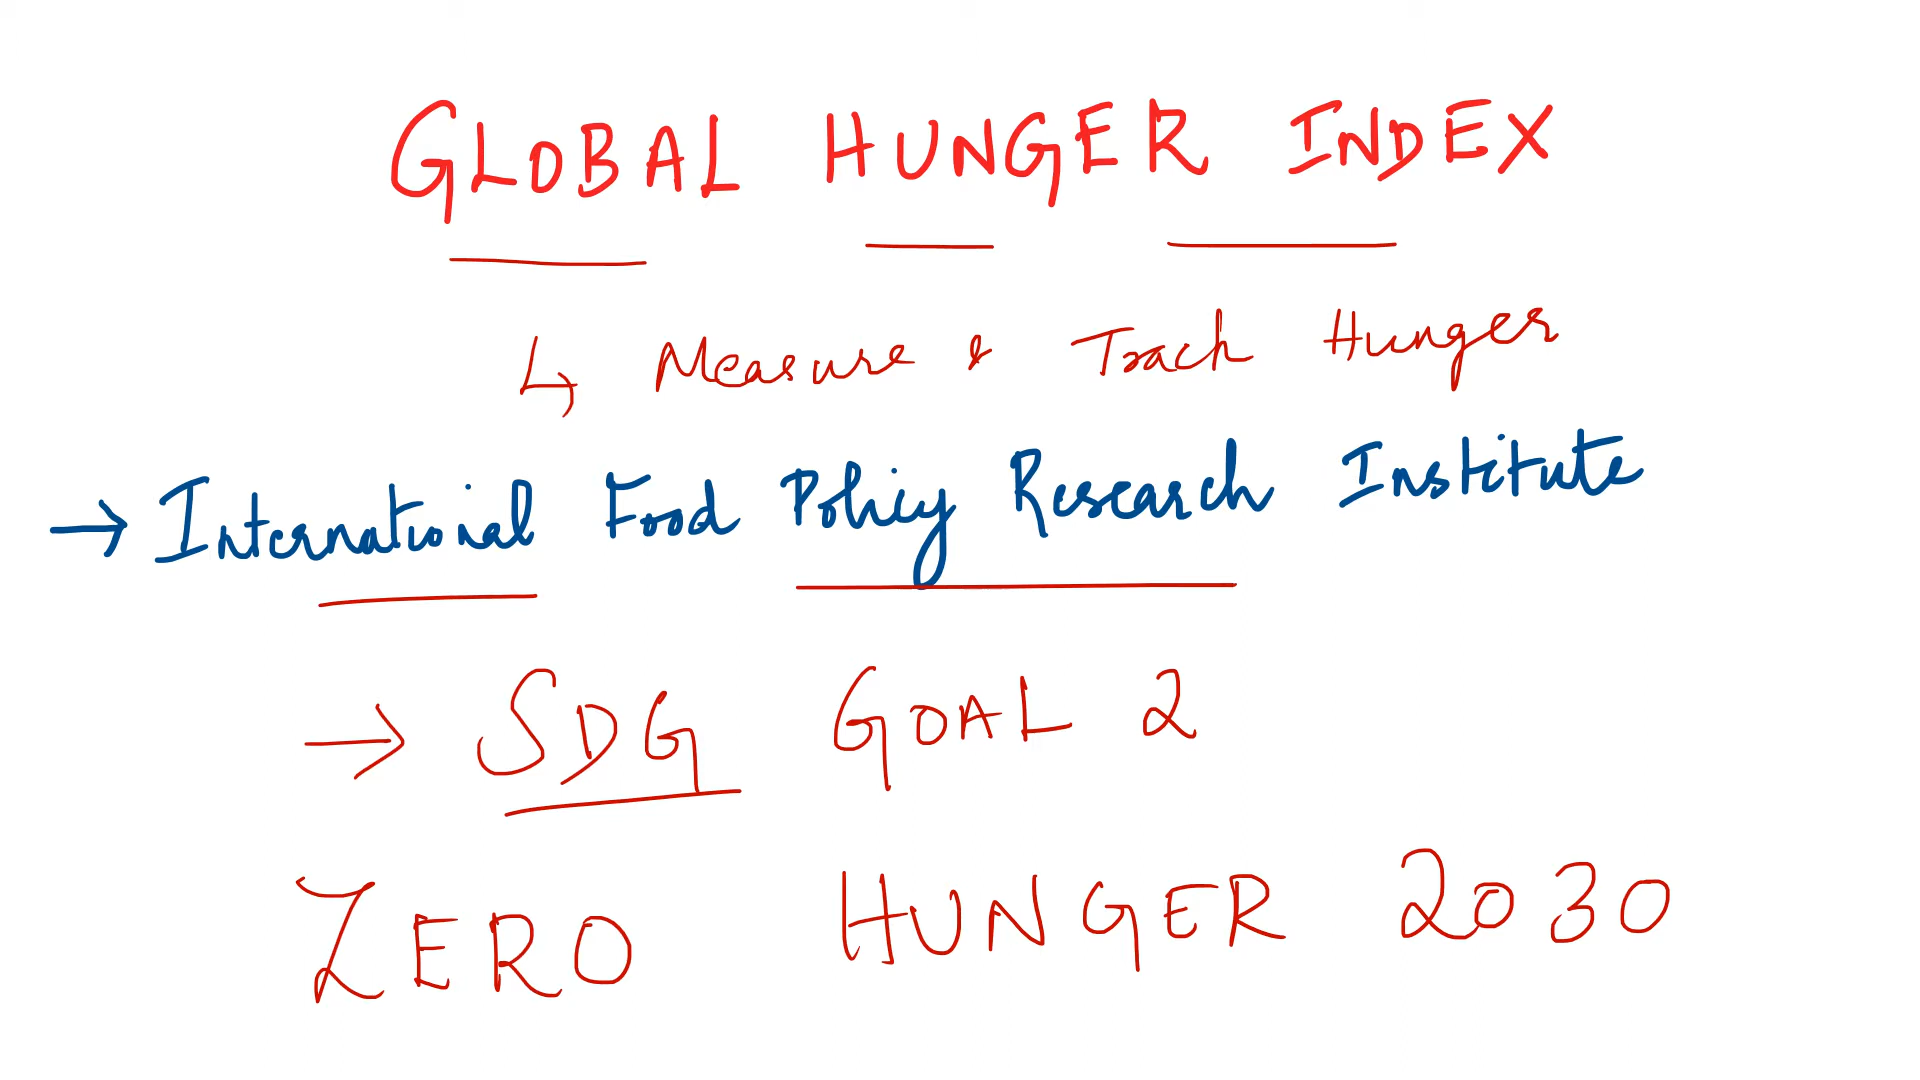 GLOBAL HUNGER INDEX
↳ Measure & Track Hunger
→ International Food Policy Research Institute
→ SDG GOAL 2
ZERO HUNGER 2030